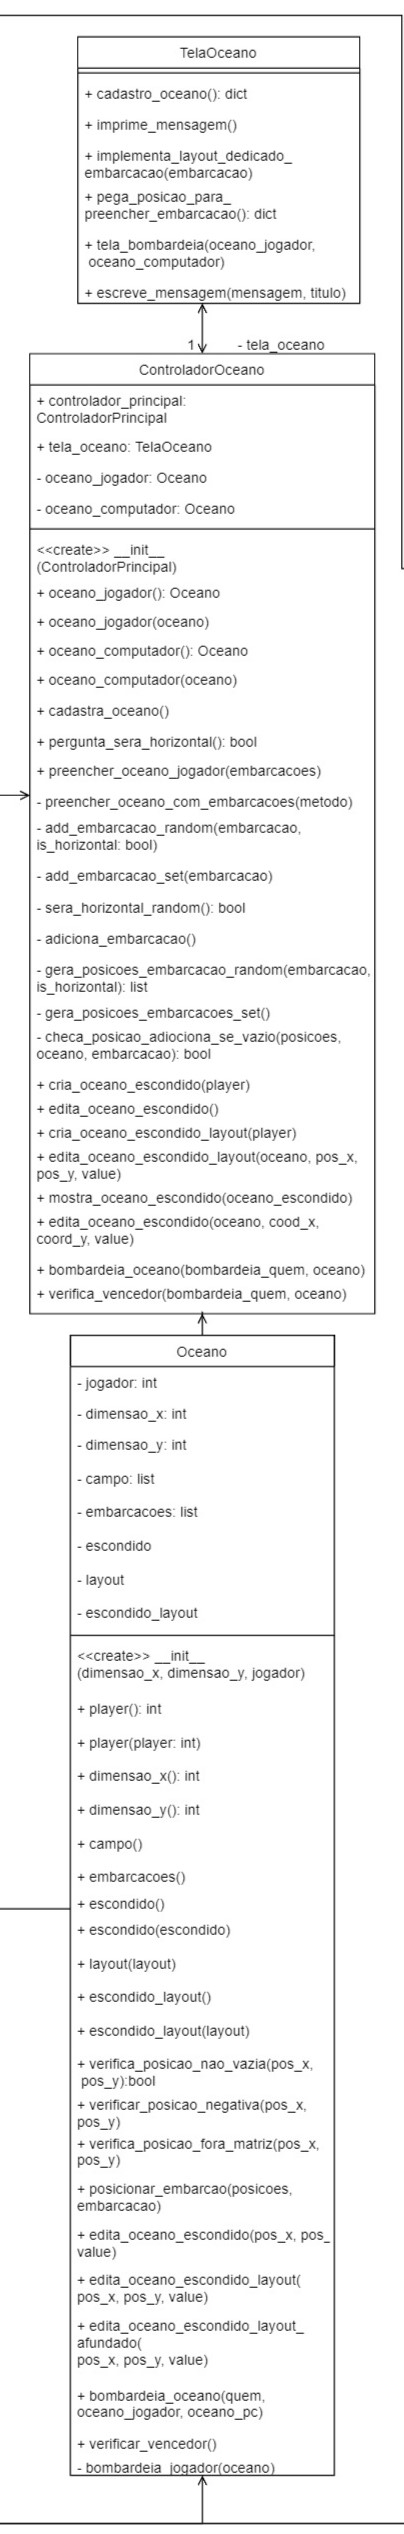 TelaOceano
+ cadastro_oceano(): dict
+ imprime_mensagem()
+ implementa_layout_dedicado_
embarcacao(embarcacao)
+ pega_posicao_para_
preencher_embarcacao(): dict
+ tela_bombardeia(oceano_jogador,
oceano_computador)
+ escreve_mensagem(mensagem, titulo)
1 - tela_oceano
ControladorOceano
+ controlador_principal:
ControladorPrincipal
+ tela_oceano: TelaOceano
- oceano_jogador: Oceano
- oceano_computador: Oceano
<<create>> __init__
(ControladorPrincipal)
+ oceano_jogador(): Oceano
+ oceano_jogador(oceano)
+ oceano_computador(): Oceano
+ oceano_computador(oceano)
+ cadastra_oceano()
+ pergunta_sera_horizontal(): bool
+ preencher_oceano_jogador(embarcacoes)
- preencher_oceano_com_embarcacoes(metodo)
- add_embarcacao_random(embarcacao,
is_horizontal: bool)
- add_embarcacao_set(embarcacao)
- sera_horizontal_random(): bool
- adiciona_embarcacao()
- gera_posicoes_embarcacao_random(embarcacao,
is_horizontal): list
- gera_posicoes_embarcacoes_set()
- checa_posicao_adiociona_se_vazio(posicoes,
oceano, embarcacao): bool
+ cria_oceano_escondido(player)
+ edita_oceano_escondido()
+ cria_oceano_escondido_layout(player)
+ edita_oceano_escondido_layout(oceano, pos_x,
pos_y, value)
+ mostra_oceano_escondido(oceano_escondido)
+ edita_oceano_escondido(oceano, cood_x,
coord_y, value)
+ bombardeia_oceano(bombardeia_quem, oceano)
+ verifica_vencedor(bombardeia_quem, oceano)
Oceano
- jogador: int
- dimensao_x: int
- dimensao_y: int
- campo: list
- embarcacoes: list
- escondido
- layout
- escondido_layout
<<create>> __init__
(dimensao_x, dimensao_y, jogador)
+ player(): int
+ player(player: int)
+ dimensao_x(): int
+ dimensao_y(): int
+ campo()
+ embarcacoes()
+ escondido()
+ escondido(escondido)
+ layout(layout)
+ escondido_layout()
+ escondido_layout(layout)
+ verifica_posicao_nao_vazia(pos_x,
pos_y):bool
+ verificar_posicao_negativa(pos_x,
pos_y)
+ verifica_posicao_fora_matriz(pos_x,
pos_y)
+ posicionar_embarcao(posicoes,
embarcacao)
+ edita_oceano_escondido(pos_x, pos_
value)
+ edita_oceano_escondido_layout(
pos_x, pos_y, value)
+ edita_oceano_escondido_layout_
afundado(
pos_x, pos_y, value)
+ bombardeia_oceano(quem,
oceano_jogador, oceano_pc)
+ verificar_vencedor()
- bombardeia_jogador(oceano)